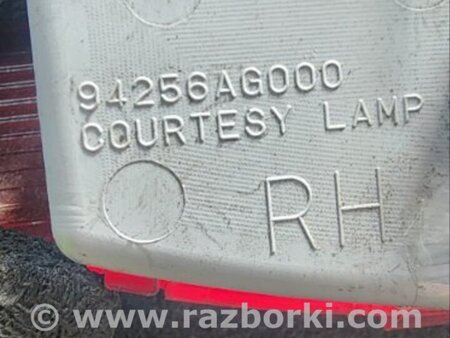 94256AG000
COURTESY LAMP
RH
© www.razborki.com